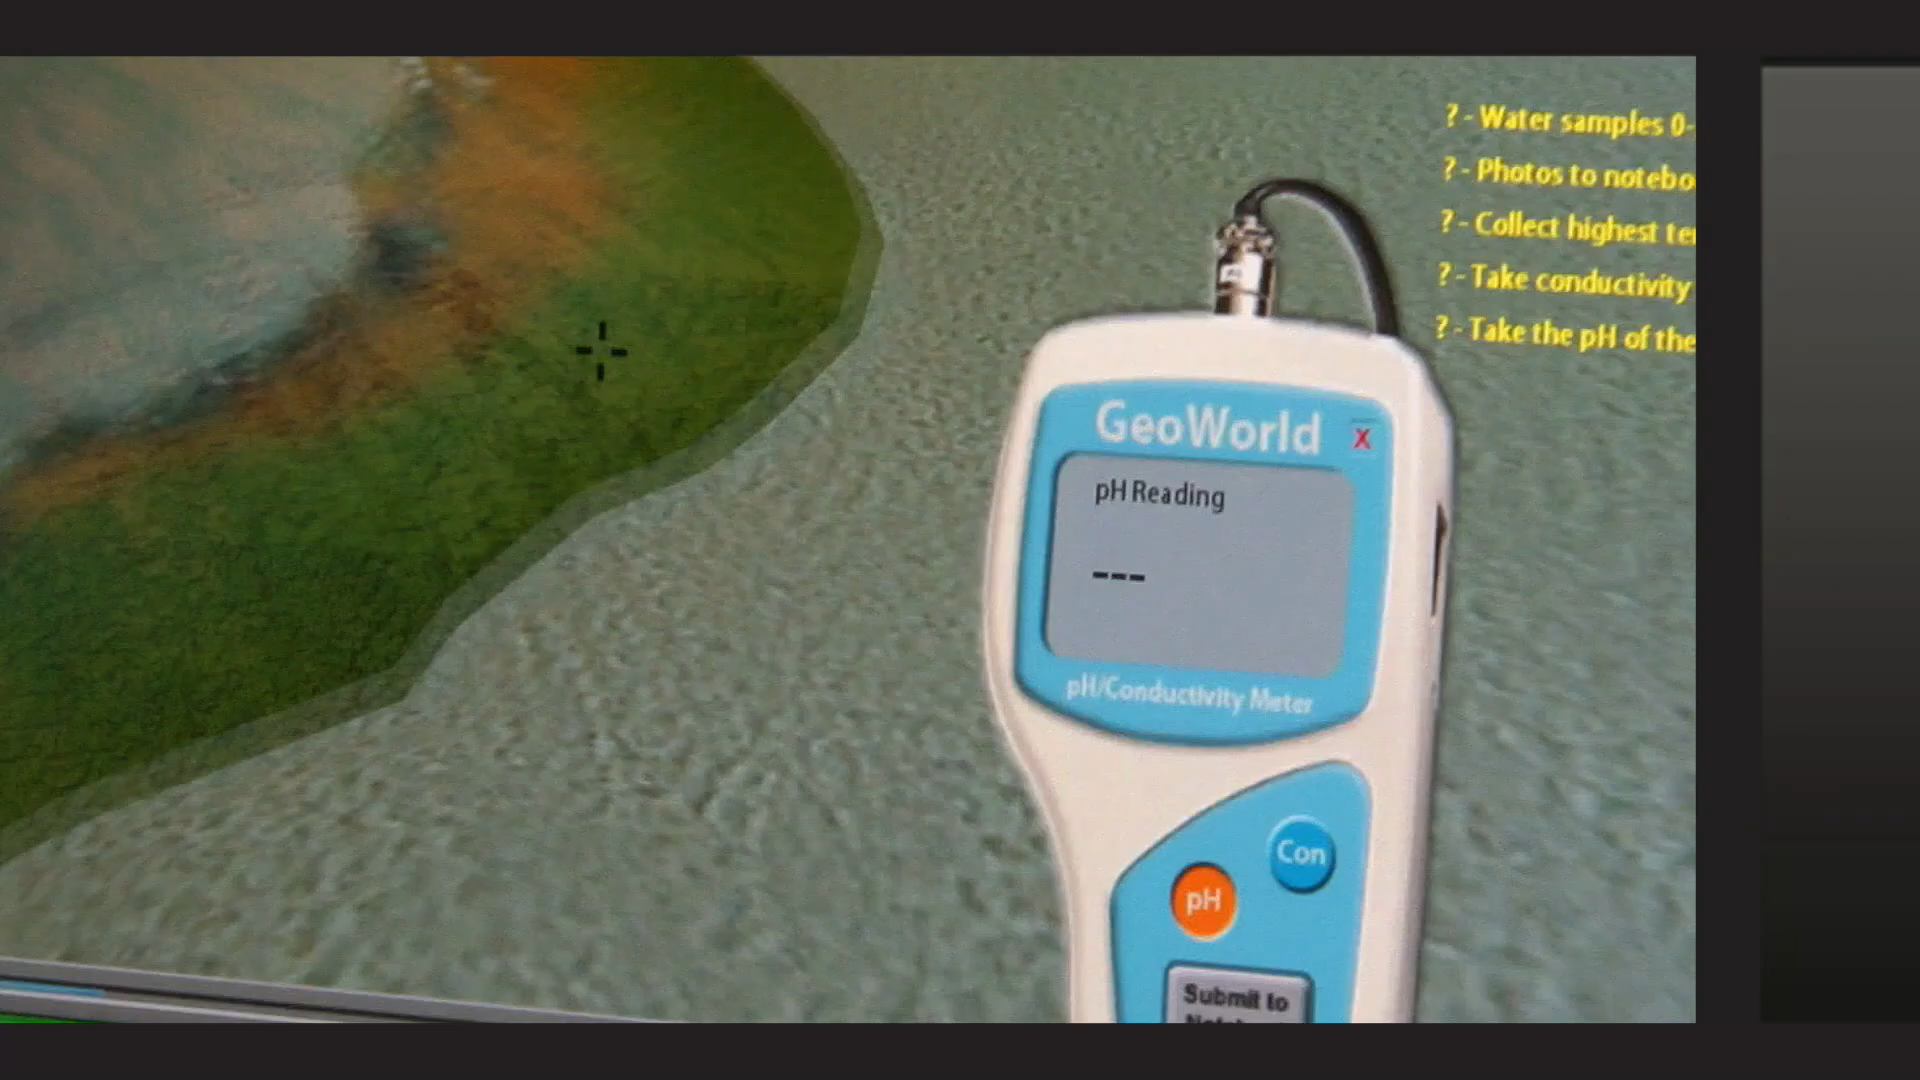 ? - Water samples 0-
? - Photos to notebo
? - Collect highest te
? - Take conductivity
? - Take the pH of the
GeoWorld X
pH Reading
---
pH/Conductivity Meter
Con
pH
Submit to